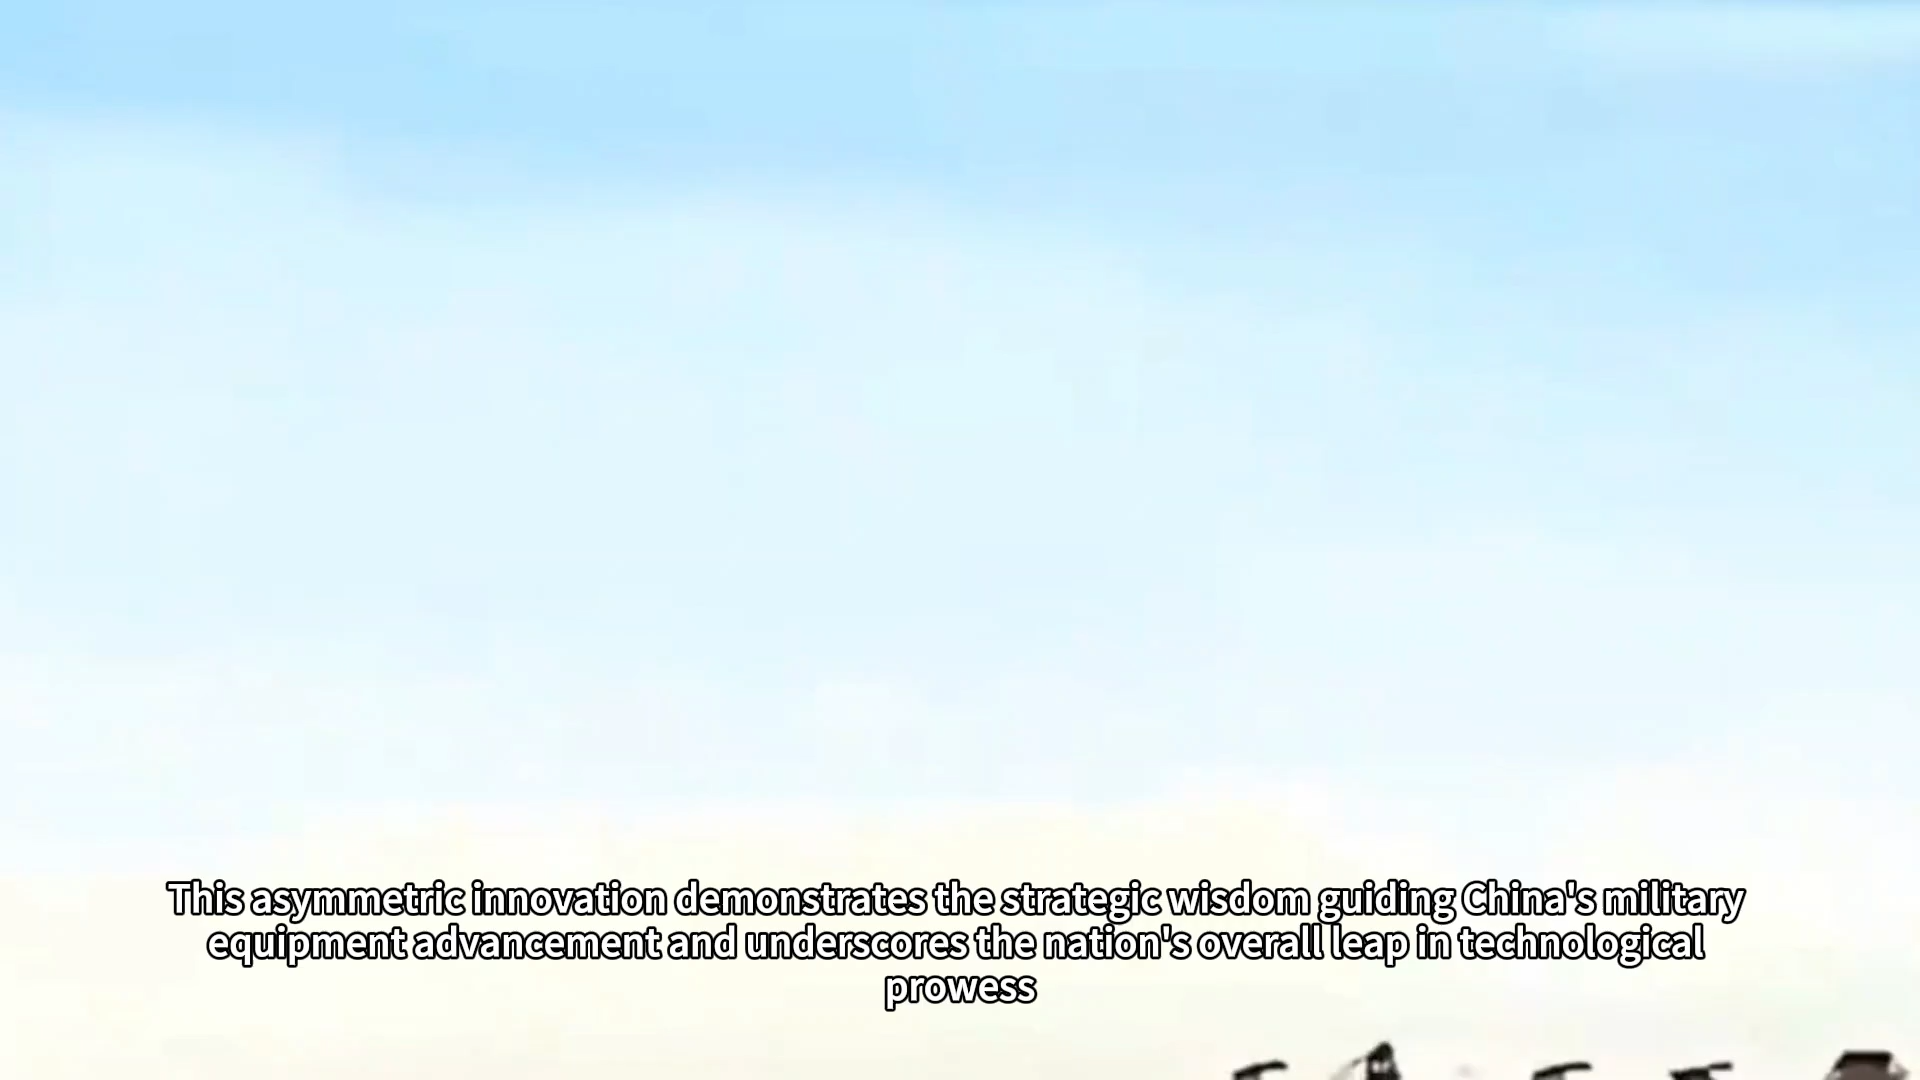 This asymmetric innovation demonstrates the strategic wisdom guiding China's military
equipment advancement and underscores the nation's overall leap in technological
prowess